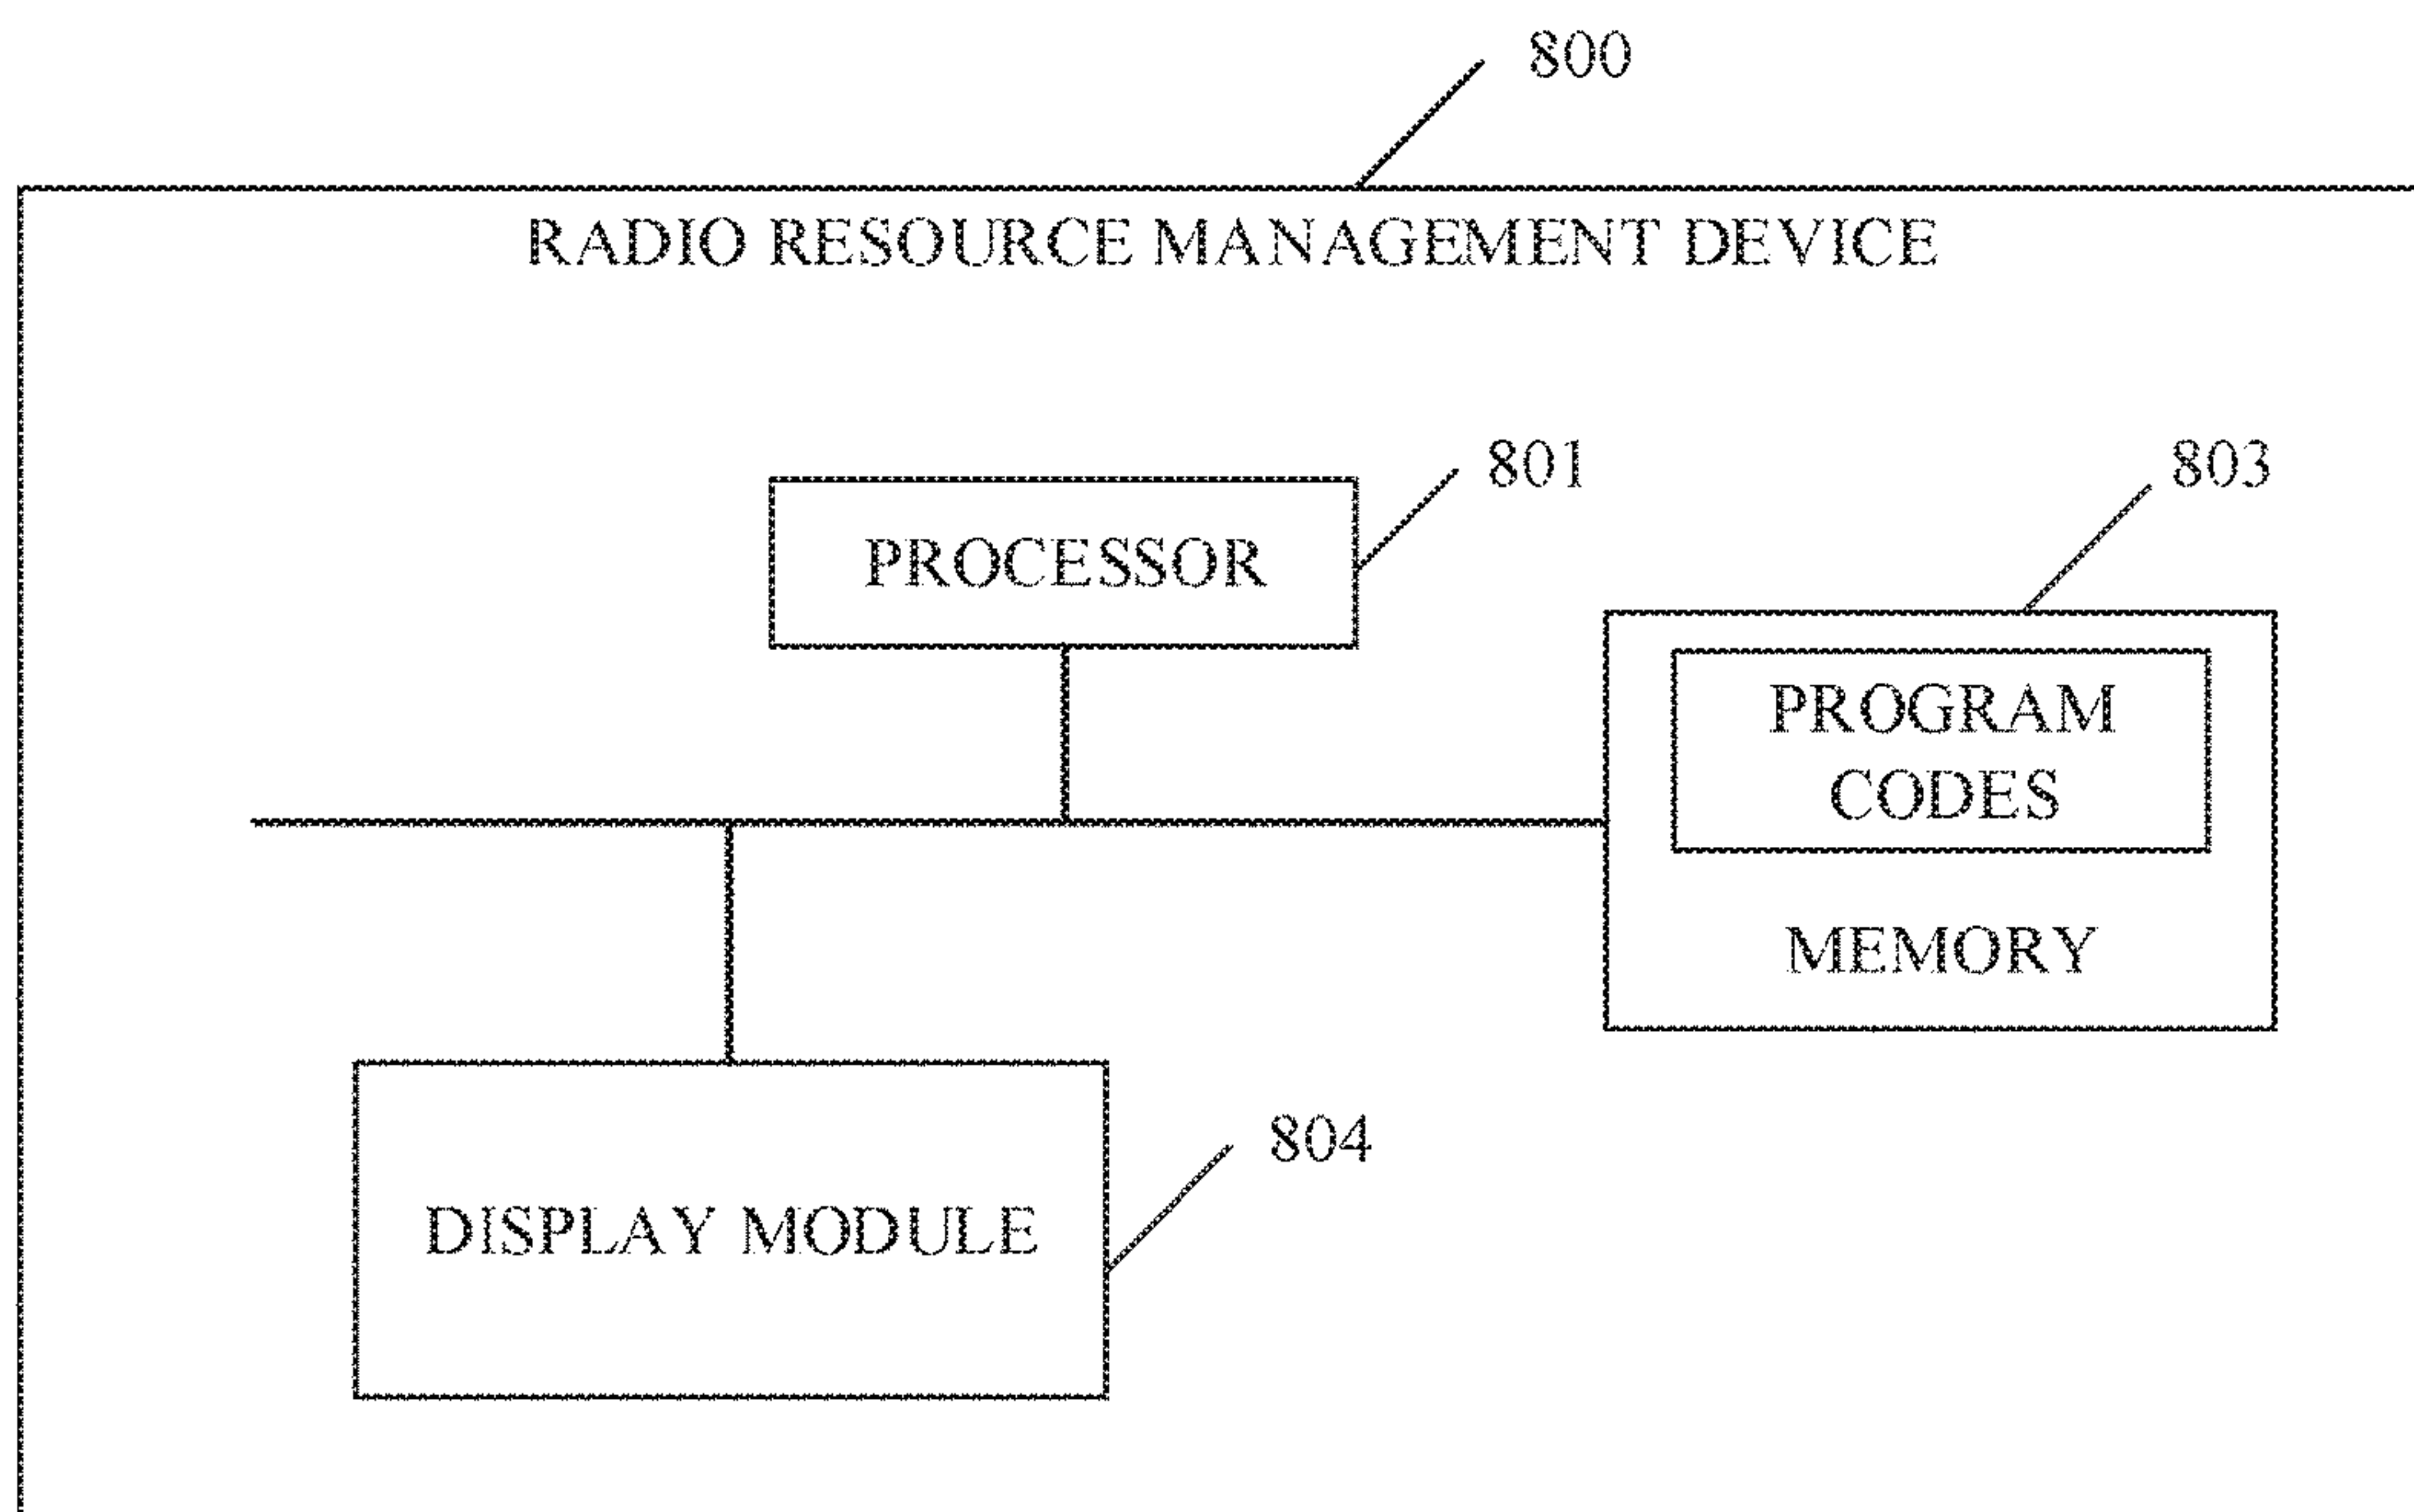 800
RADIO RESOURCE MANAGEMENT DEVICE
801
803
PROCESSOR
PROGRAM
CODES
MEMORY
804
DISPLAY MODULE